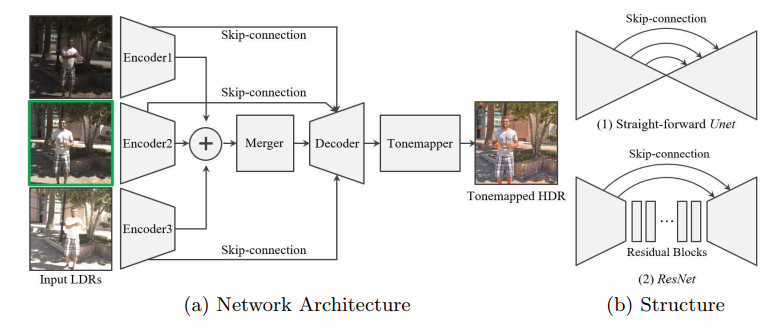 Skip-connection
Encoder1
Skip-connection
Encoder2
+
Merger
Decoder
Tonemapper
Tonemapped HDR
Encoder3
Skip-connection
Input LDRs
(a) Network Architecture
Skip-connection
(1) Straight-forward Unet
Skip-connection
...
Residual Blocks
(2) ResNet
(b) Structure